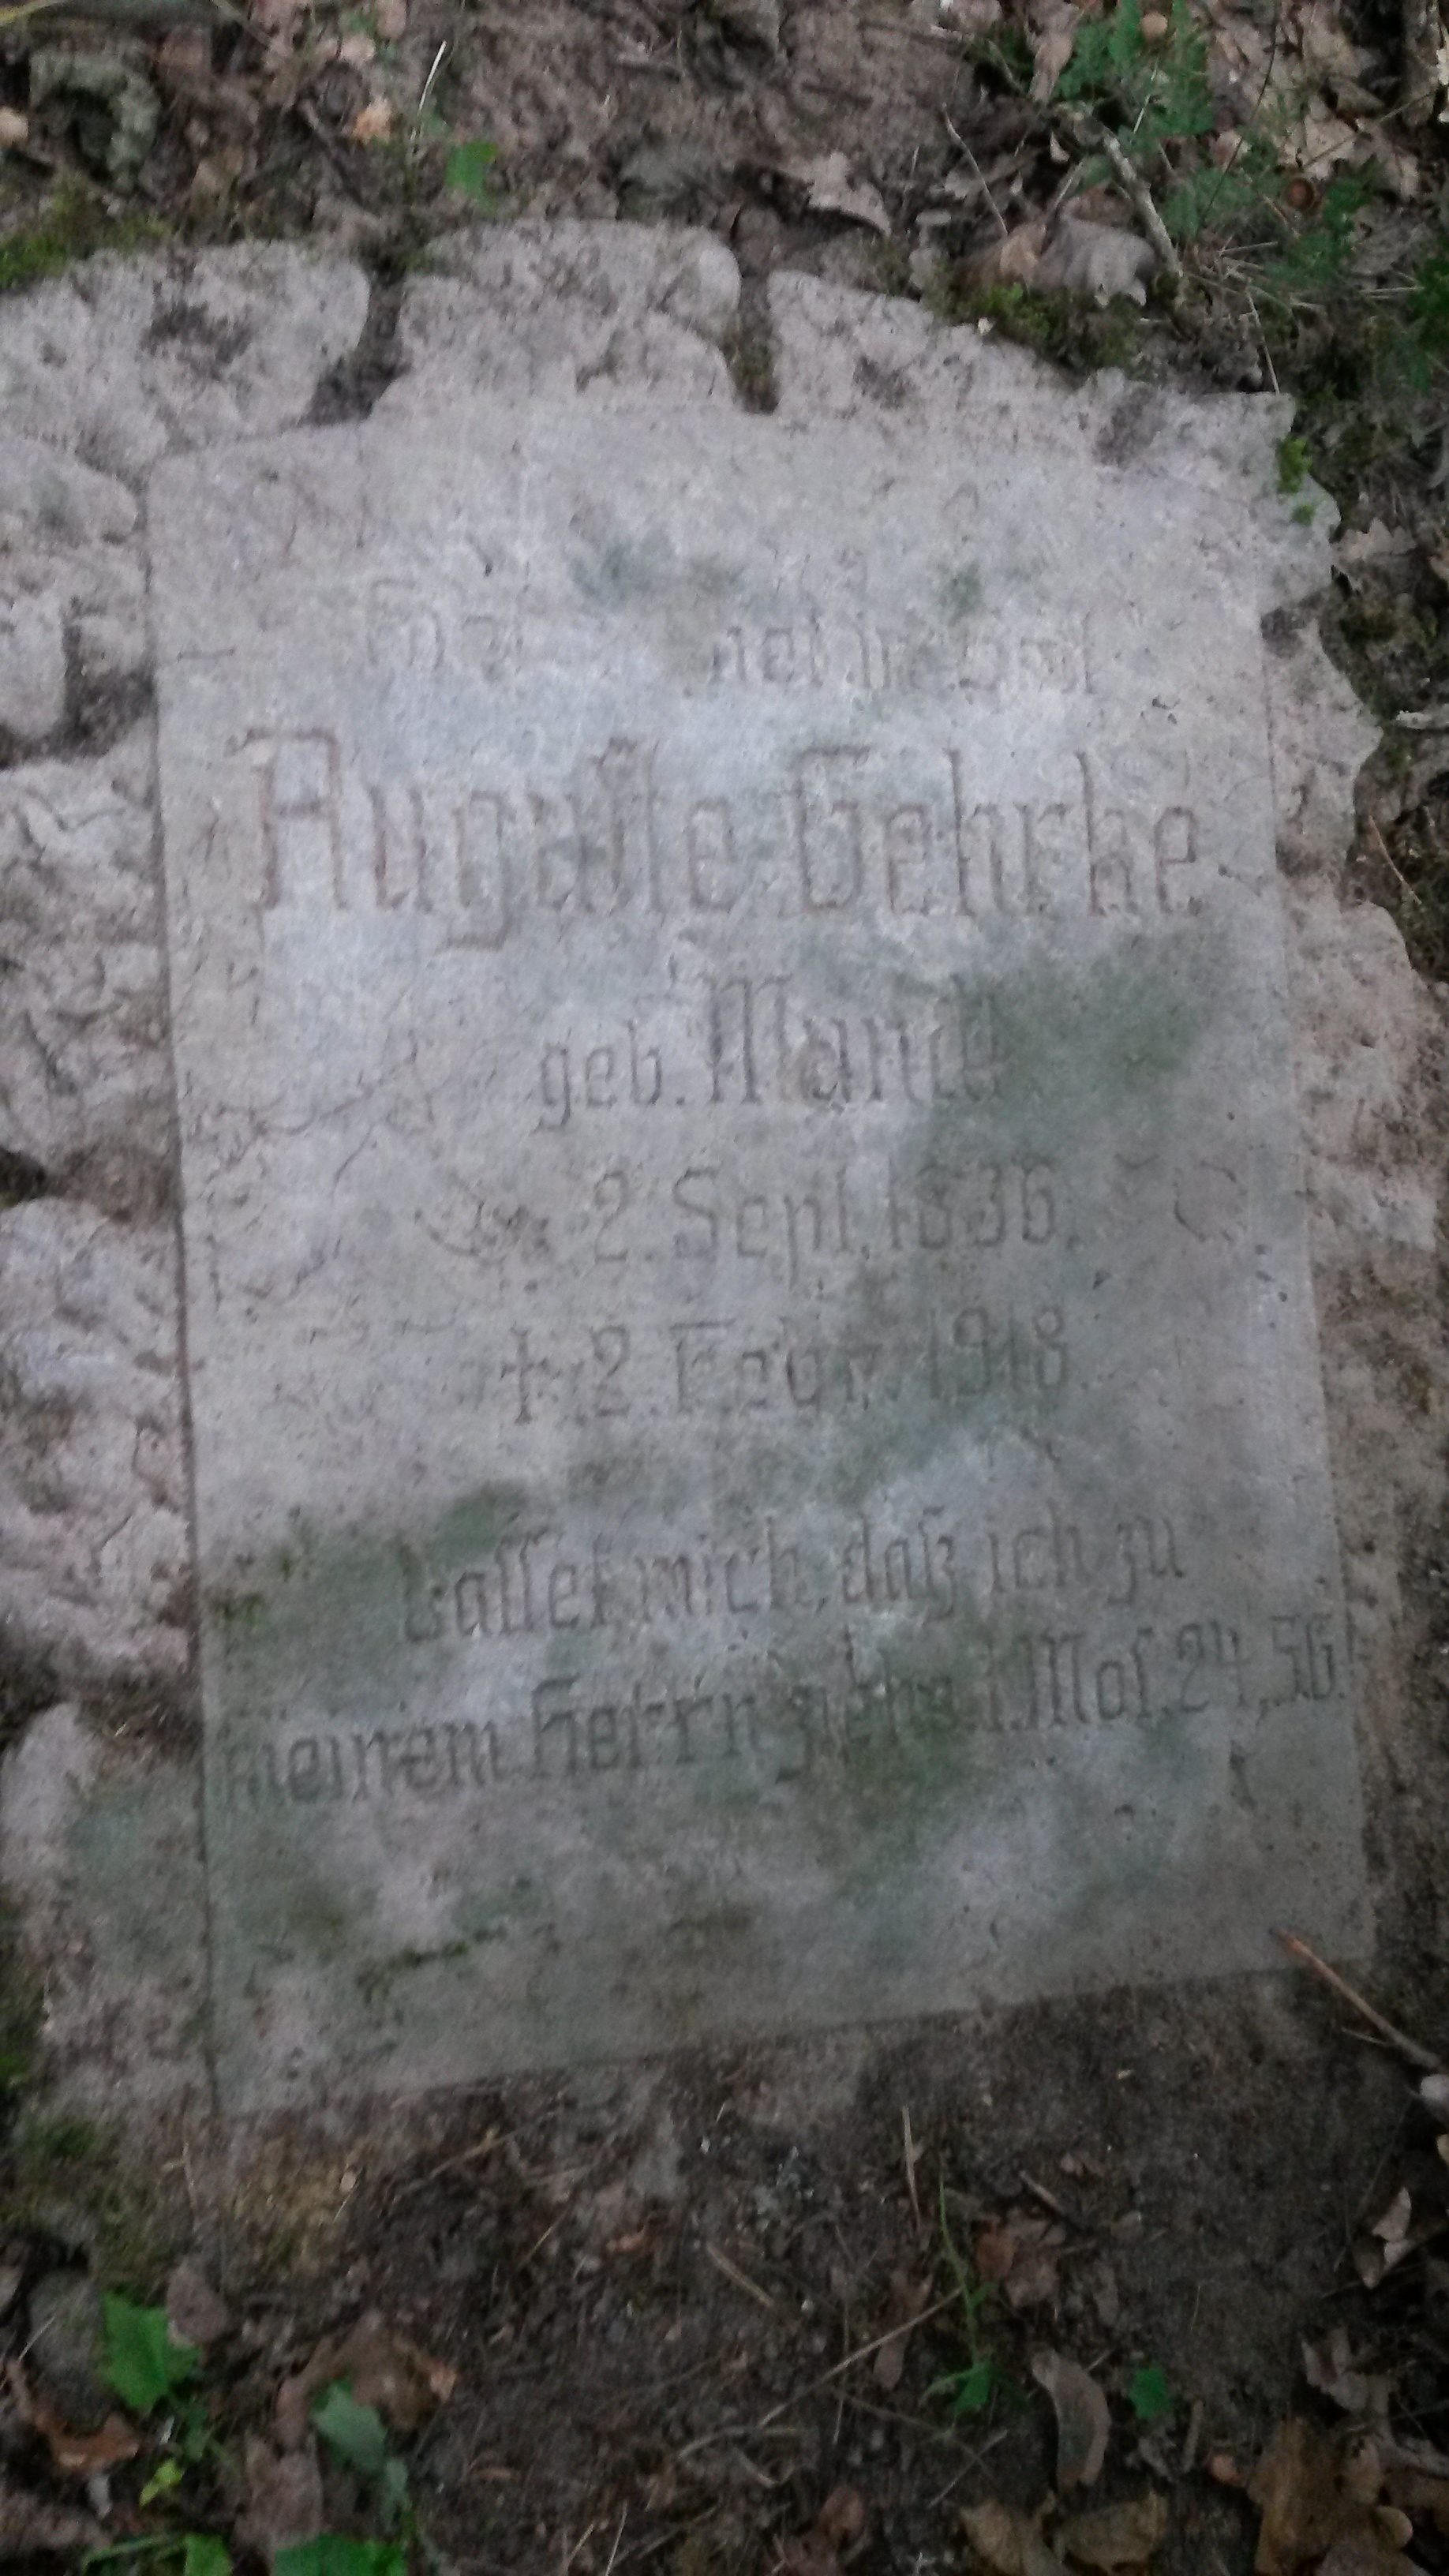 Auguste Gehrke
geb. Mandt
2. Sept. 1836.
† 2. Febr. 1918.
Lasset mich, daß ich zu
meinem Herrn ziehe. 1. Mos. 24, 56.